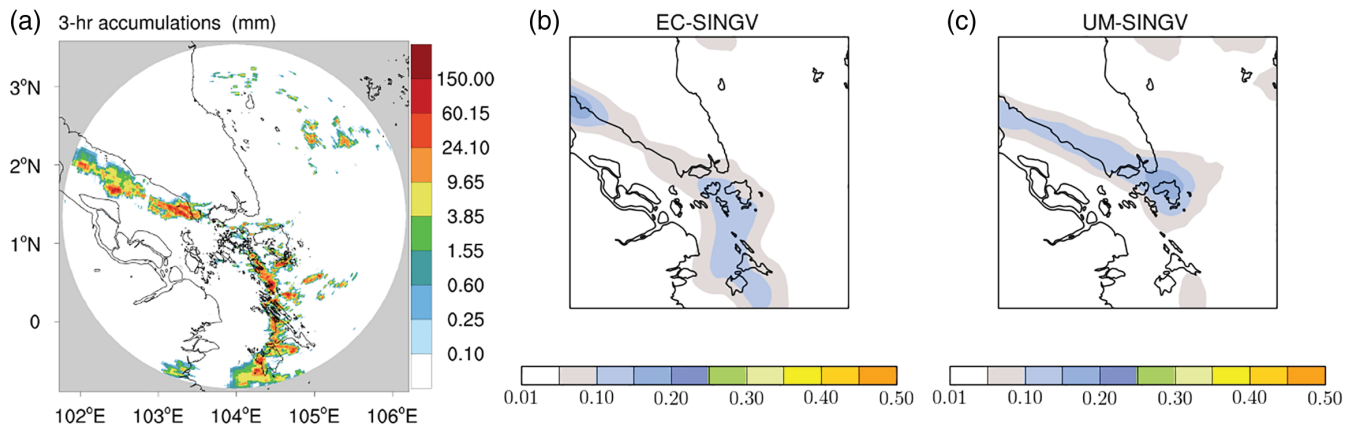 (a) 3-hr accumulations (mm)
150.00
60.15
24.10
9.65
3.85
1.55
0.60
0.25
0.10
3°N
2°N
1°N
0
102°E 103°E 104°E 105°E 106°E
(b) EC-SINGV
0.01 0.10 0.20 0.30 0.40 0.50
(c) UM-SINGV
0.01 0.10 0.20 0.30 0.40 0.50